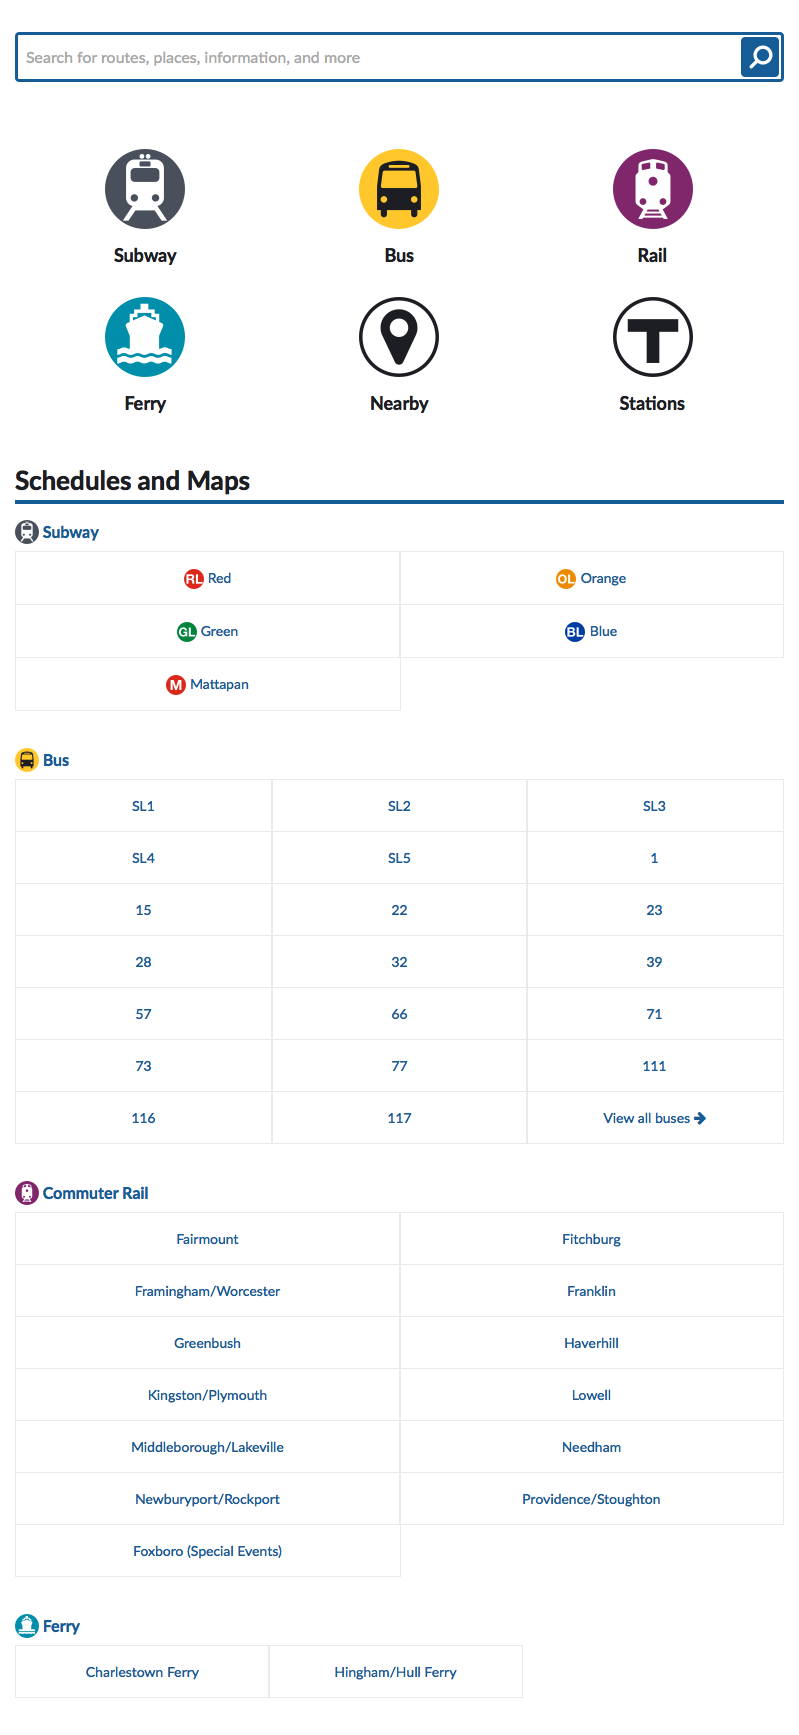 Search for routes, places, information, and more
Subway Bus Rail
T
Ferry Nearby Stations
Schedules and Maps
Subway
RL Red OL Orange
GL Green BL Blue
M Mattapan
Bus
SL1 SL2 SL3
SL4 SL5 1
15 22 23
28 32 39
57 66 71
73 77 111
116 117 View all buses
Commuter Rail
Fairmount Fitchburg
Framingham/Worcester Franklin
Greenbush Haverhill
Kingston/Plymouth Lowell
Middleborough/Lakeville Needham
Newburyport/Rockport Providence/Stoughton
Foxboro (Special Events)
Ferry
Charlestown Ferry Hingham/Hull Ferry